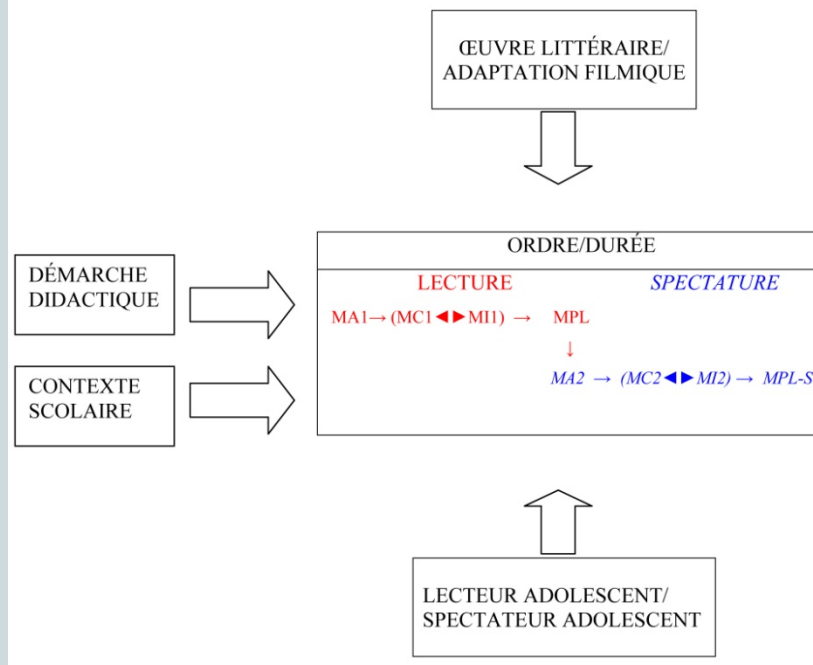 ŒUVRE LITTÉRAIRE/
ADAPTATION FILMIQUE
ORDRE/DURÉE
DÉMARCHE
DIDACTIQUE
LECTURE
SPECTATURE
MA1→ (MC1◄►MI1) → MPL
↓
MA2 → (MC2◄►MI2) → MPL-S
CONTEXTE
SCOLAIRE
LECTEUR ADOLESCENT/
SPECTATEUR ADOLESCENT